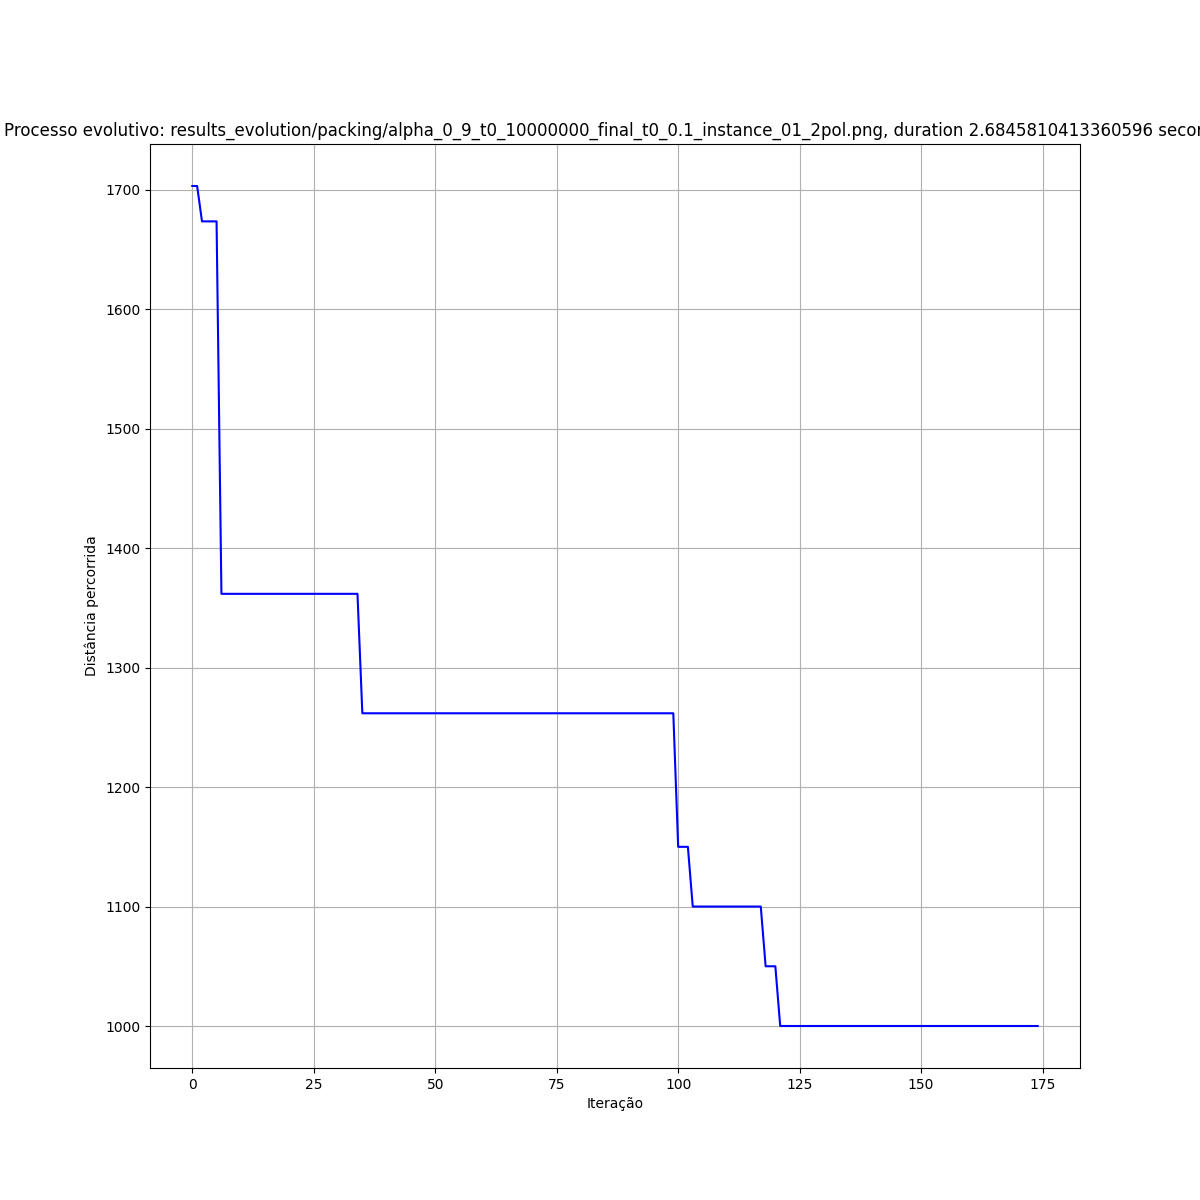 Processo evolutivo: results_evolution/packing/alpha_0_9_t0_10000000_final_t0_0.1_instance_01_2pol.png, duration 2.6845810413360596
1700
1600
1500
1400
1300
1200
1100
1000
Distância percorrida
0 25 50 75 100 125 150 175
Iteração